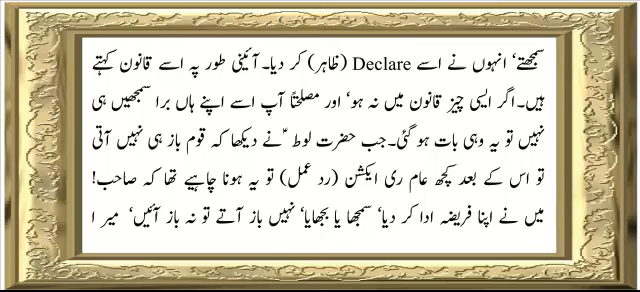 سمجھتے‘ انہوں نے اسے Declare (ظاہر) کر دیا۔ آئینی طور پہ اسے قانون کہتے
ہیں۔اگر ایسی چیز قانون میں نہ ہو‘ اور مصلحتاً آپ اسے اپنے ہاں برا سمجھیں ہی
نہیں تو یہ وہی بات ہو گئی۔جب حضرت لوط ؑ نے دیکھا کہ قوم باز ہی نہیں آتی
تو اس کے بعد کچھ عام ری ایکشن (رد عمل) تو یہ ہونا چاہیے تھا کہ صاحب!
میں نے اپنا فریضہ ادا کر دیا‘ سمجھا یا بجھایا‘ نہیں باز آتے تو نہ باز آئیں‘ میر ا